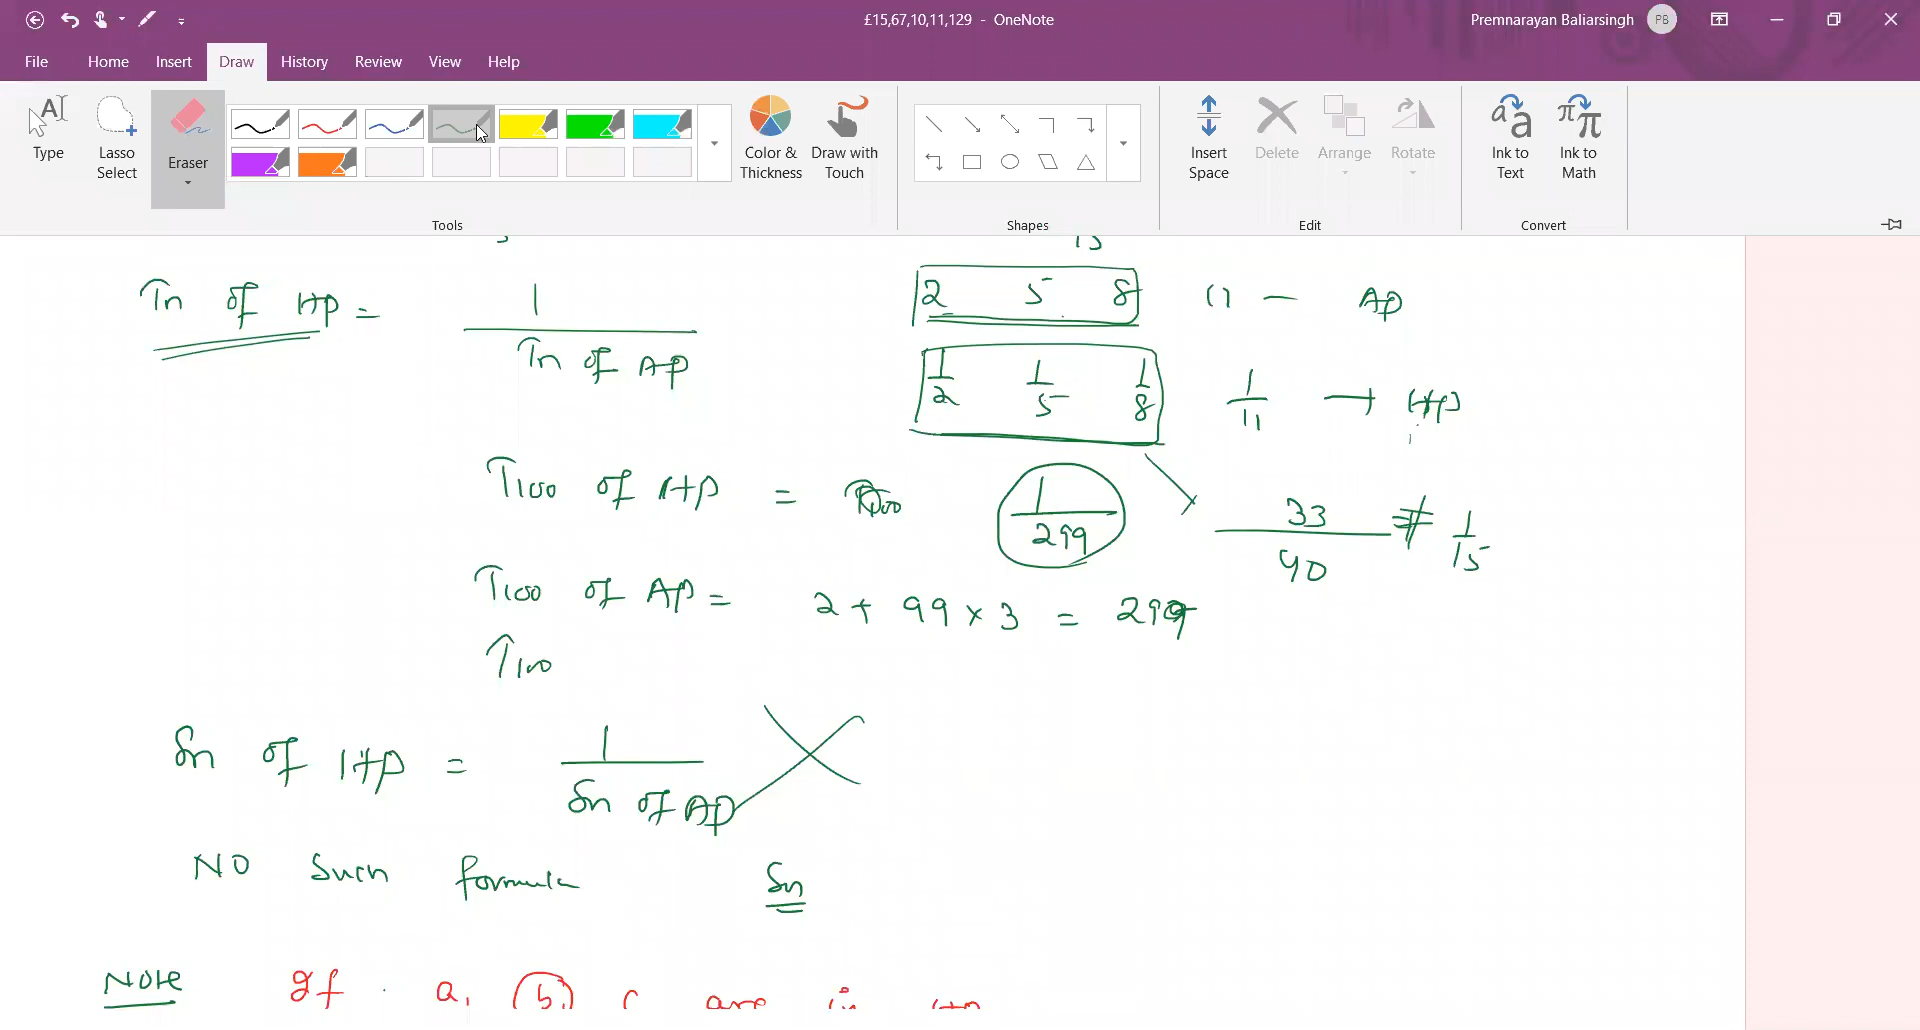 £15,67,10,11,129 - OneNote
Premnarayan Baliarsingh PB
File Home Insert Draw History Review View Help
Type
Lasso Select
Eraser
Color & Thickness
Draw with Touch
Insert Space
Delete
Arrange
Rotate
Ink to Text
Ink to Math
Tools Shapes Edit Convert
15
Tn of HP = 1 / Tn of AP
2 5 8 11 — AP
1/2 1/5 1/8 1/11 → HP
T100 of HP = 1/299
33/40 ≠ 1/15
T100 of AP = 2 + 99 × 3 = 299
T100
Sn of HP = 1 / Sn of AP
NO Such formula Sn
Note If a, b, c are in HP